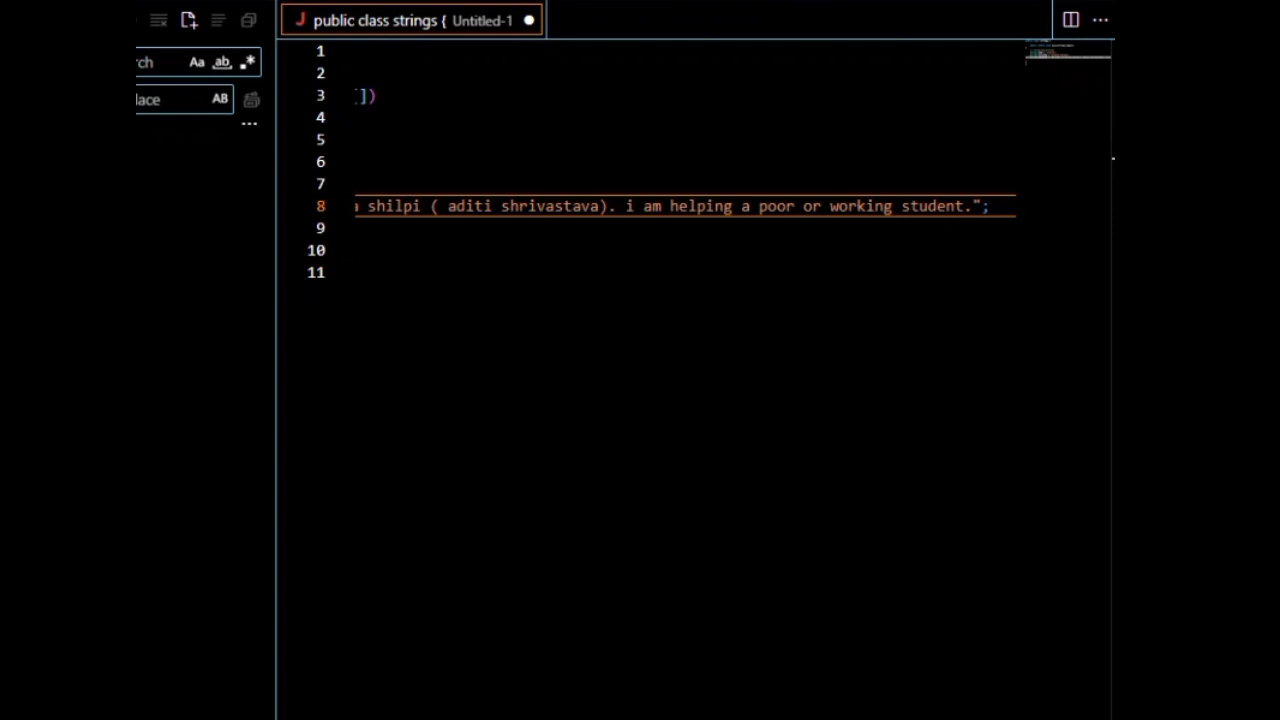 public class strings { Untitled-1
rch Aa ab
lace AB
1
2
3 ])
4
5
6
7
8 shilpi ( aditi shrivastava). i am helping a poor or working student.";
9
10
11